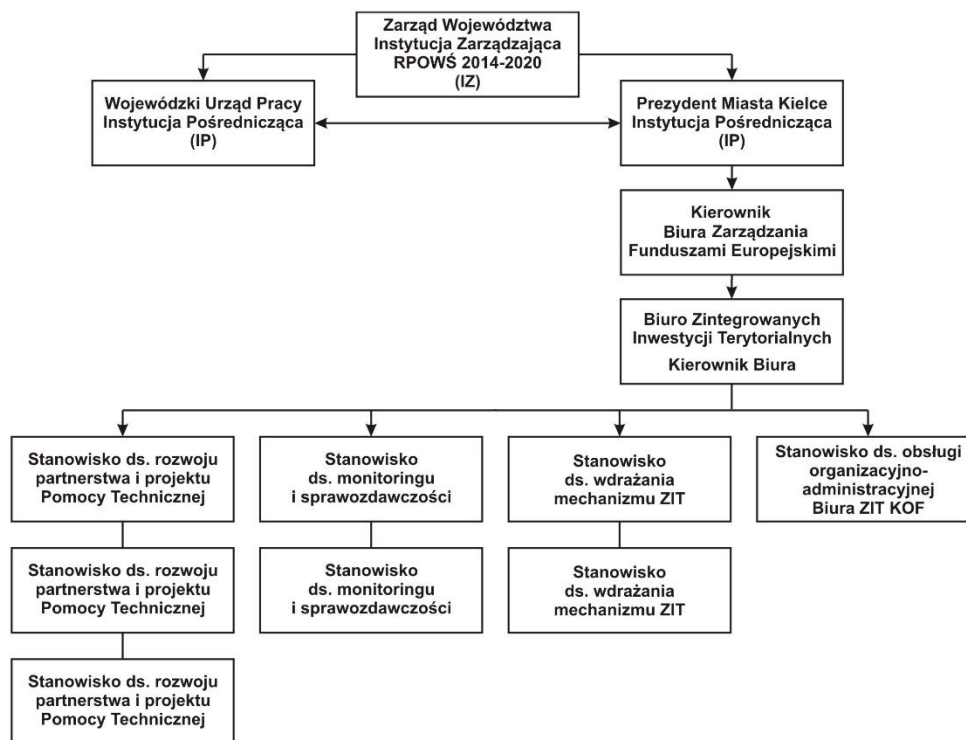 Zarząd Województwa
Instytucja Zarządzająca
RPOWŚ 2014-2020
(IZ)
Wojewódzki Urząd Pracy
Instytucja Pośrednicząca
(IP)
Prezydent Miasta Kielce
Instytucja Pośrednicząca
(IP)
Kierownik
Biura Zarządzania
Funduszami Europejskimi
Biuro Zintegrowanych
Inwestycji Terytorialnych
Kierownik Biura
Stanowisko ds. rozwoju
partnerstwa i projektu
Pomocy Technicznej
Stanowisko
ds. monitoringu
i sprawozdawczości
Stanowisko
ds. wdrażania
mechanizmu ZIT
Stanowisko ds. obsługi
organizacyjno-
administracyjnej
Biura ZIT KOF
Stanowisko ds. rozwoju
partnerstwa i projektu
Pomocy Technicznej
Stanowisko
ds. monitoringu
i sprawozdawczości
Stanowisko
ds. wdrażania
mechanizmu ZIT
Stanowisko ds. rozwoju
partnerstwa i projektu
Pomocy Technicznej